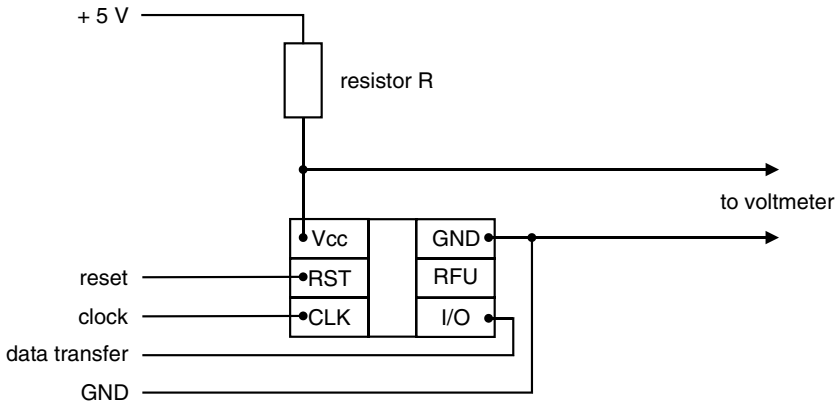 + 5 V
resistor R
to voltmeter
Vcc GND
reset RST RFU
clock CLK I/O
data transfer
GND